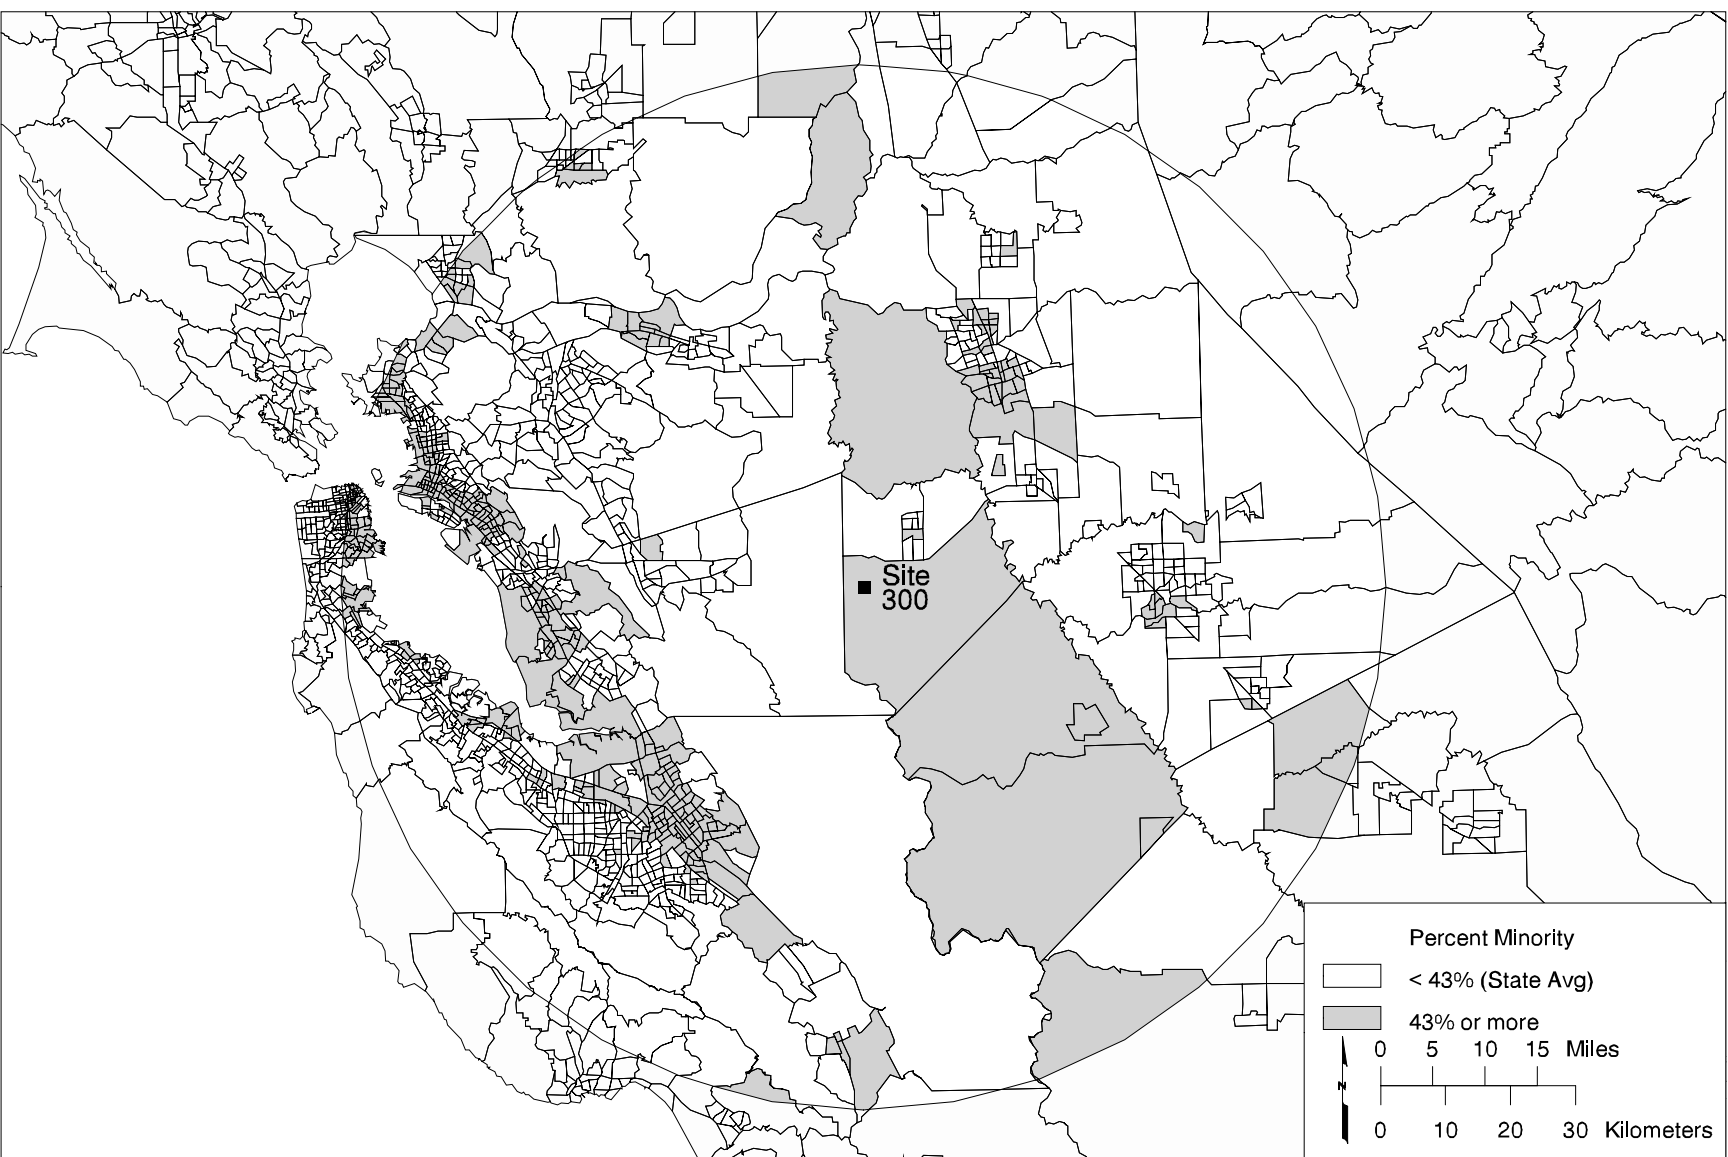 Site
300
Percent Minority
< 43% (State Avg)
43% or more
0 5 10 15 Miles
N
0 10 20 30 Kilometers